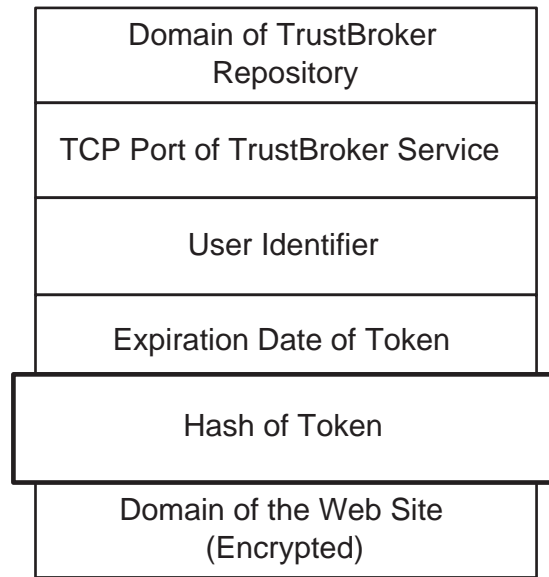 Domain of TrustBroker
Repository
TCP Port of TrustBroker Service
User Identifier
Expiration Date of Token
Hash of Token
Domain of the Web Site
(Encrypted)